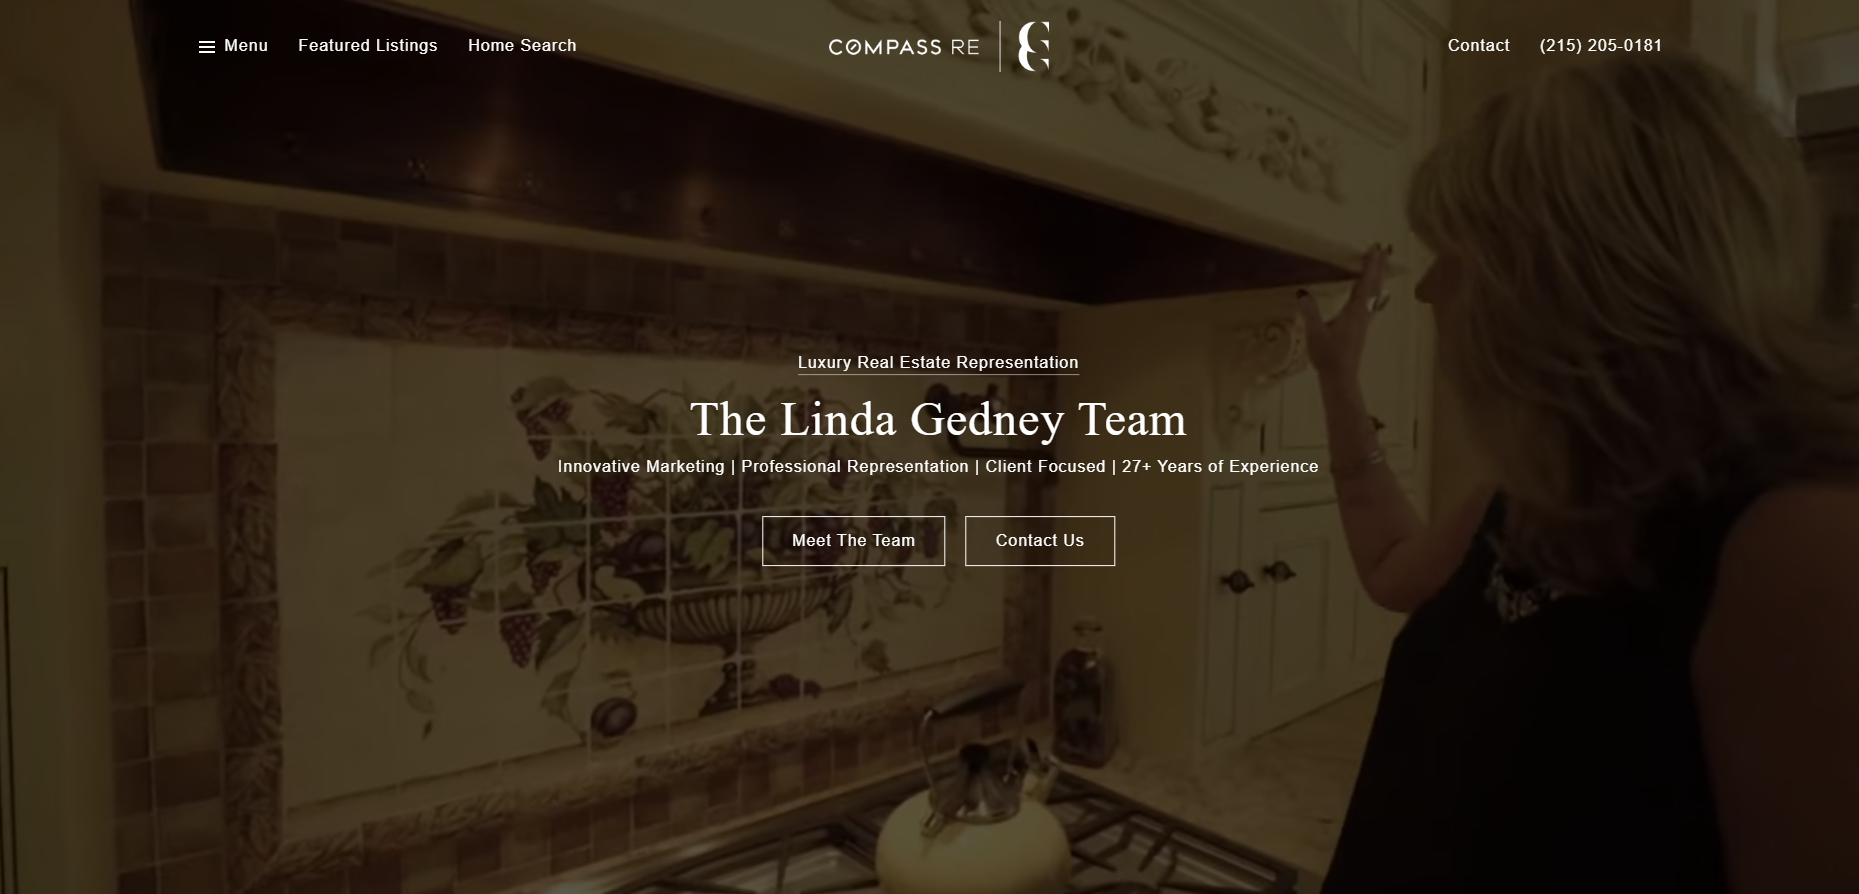 Menu Featured Listings Home Search COMPASS RE Contact (215) 205-0181
Luxury Real Estate Representation
The Linda Gedney Team
Innovative Marketing | Professional Representation | Client Focused | 27+ Years of Experience
Meet The Team Contact Us